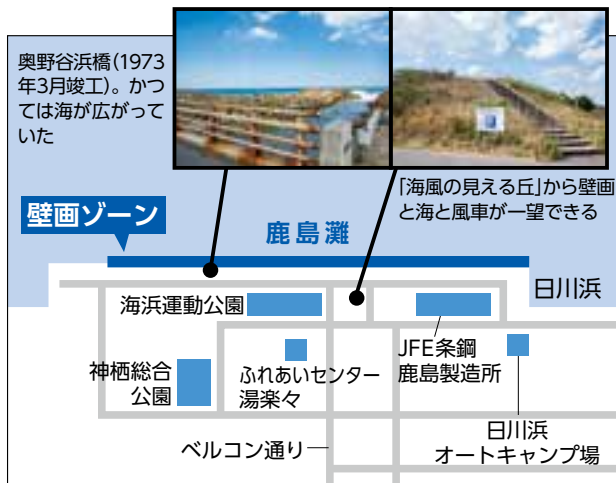 奥野谷浜橋(1973
年3月竣工)。かつ
ては海が広がって
いた
「海風の見える丘」から壁画
と海と風車が一望できる
壁画ゾーン
鹿島灘
日川浜
海浜運動公園
JFE条鋼
鹿島製造所
神栖総合
公園
ふれあいセンター
湯楽々
日川浜
オートキャンプ場
ベルコン通り